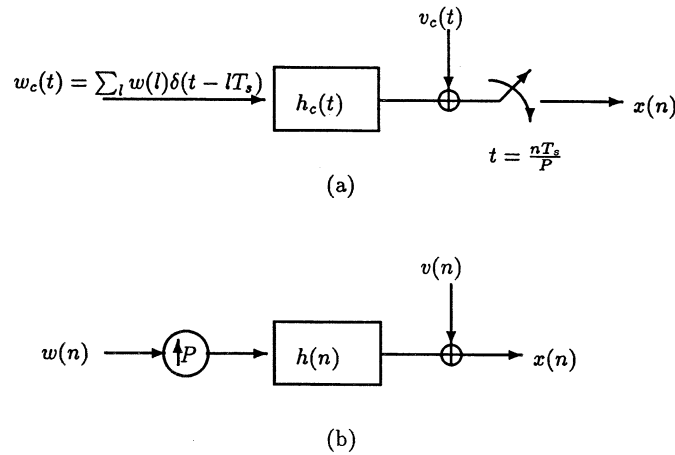 v_c(t)
w_c(t) = ∑_l w(l)δ(t − lT_s)
h_c(t)
x(n)
t = nT_s/P
(a)
v(n)
w(n)
↑P
h(n)
x(n)
(b)